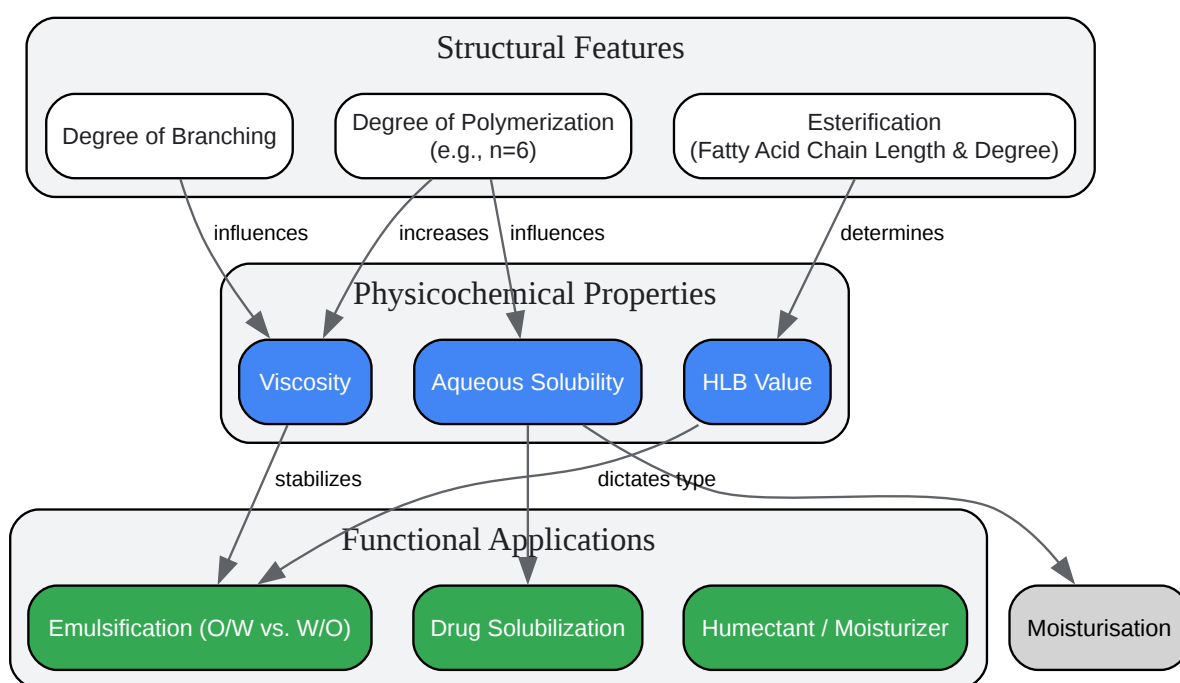 Structural Features
Degree of Branching
Degree of Polymerization
(e.g., n=6)
Esterification
(Fatty Acid Chain Length & Degree)
influences
increases
influences
determines
Physicochemical Properties
Viscosity
Aqueous Solubility
HLB Value
stabilizes
dictates type
Functional Applications
Emulsification (O/W vs. W/O)
Drug Solubilization
Humectant / Moisturizer
Moisturisation